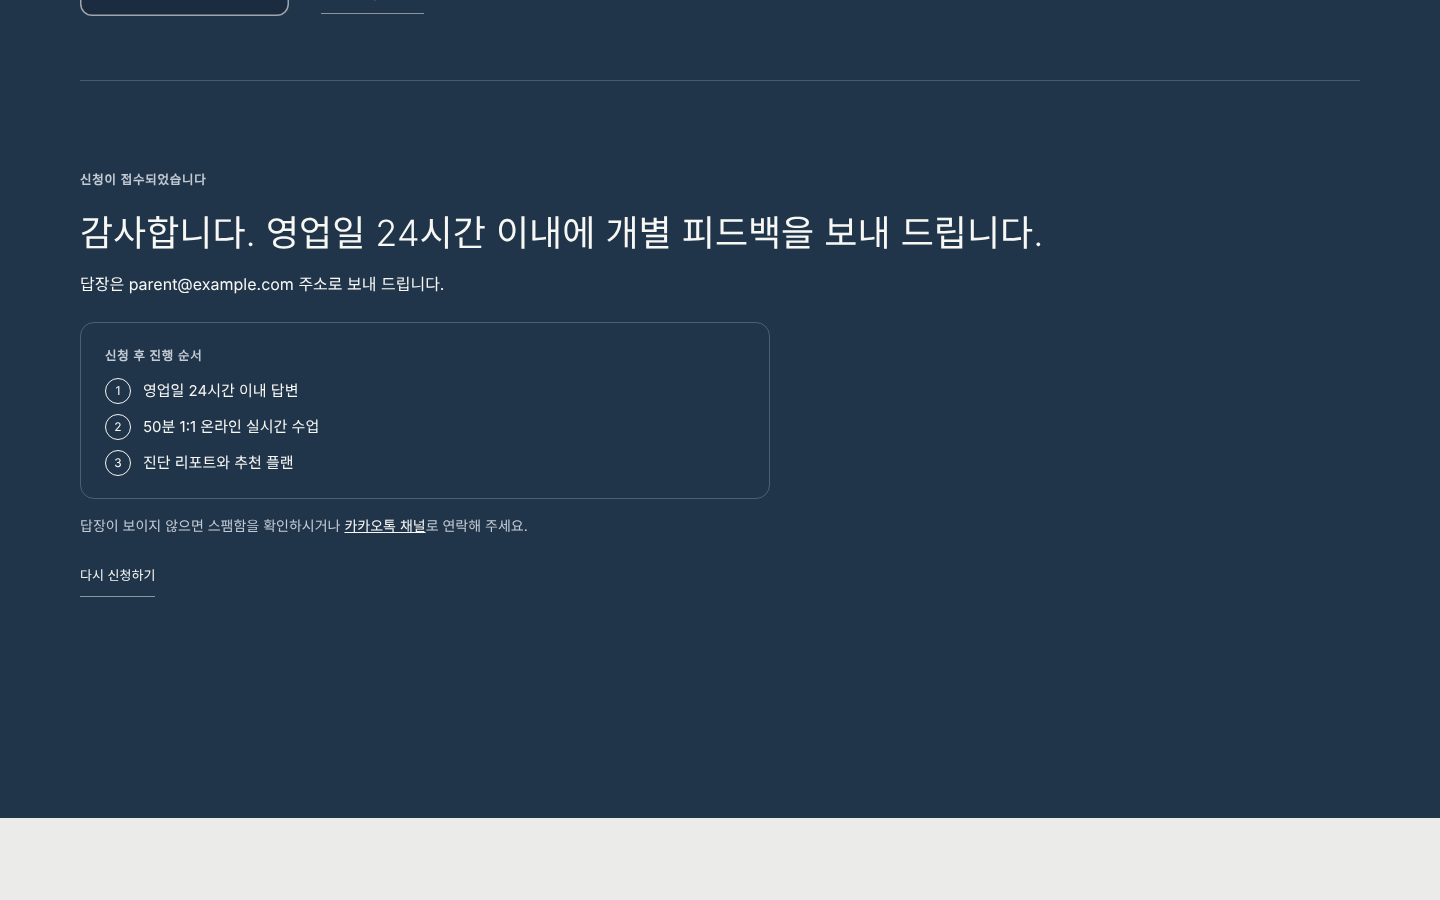 신청이 접수되었습니다
감사합니다. 영업일 24시간 이내에 개별 피드백을 보내 드립니다.
답장은 parent@example.com 주소로 보내 드립니다.
신청 후 진행 순서
1 영업일 24시간 이내 답변
2 50분 1:1 온라인 실시간 수업
3 진단 리포트와 추천 플랜
답장이 보이지 않으면 스팸함을 확인하시거나 카카오톡 채널로 연락해 주세요.
다시 신청하기